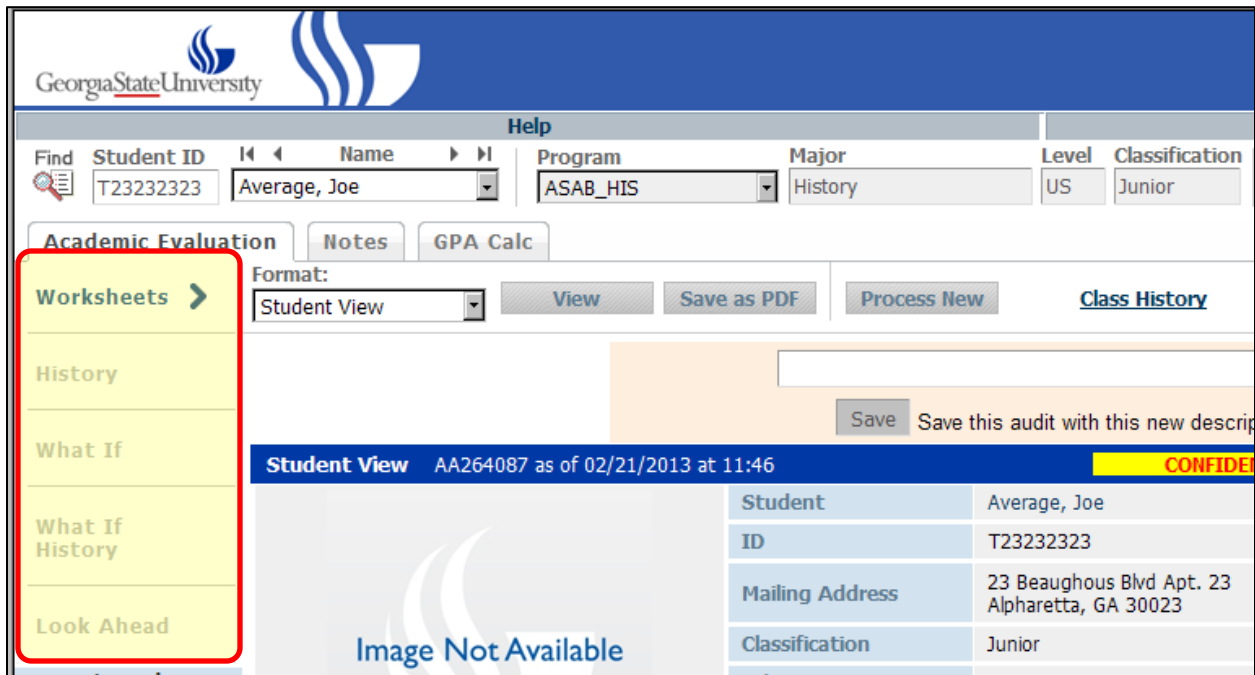 GeorgiaStateUniversity
Help
Find Student ID Name Program Major Level Classification
T23232323 Average, Joe ASAB_HIS History US Junior
Academic Evaluation Notes GPA Calc
Format:
Worksheets Student View View Save as PDF Process New Class History
History
Save Save this audit with this new descrip
What If
Student View AA264087 as of 02/21/2013 at 11:46 CONFIDEN
Student Average, Joe
What If
History
ID T23232323
Mailing Address 23 Beaughous Blvd Apt. 23
Alpharetta, GA 30023
Look Ahead
Image Not Available
Classification Junior